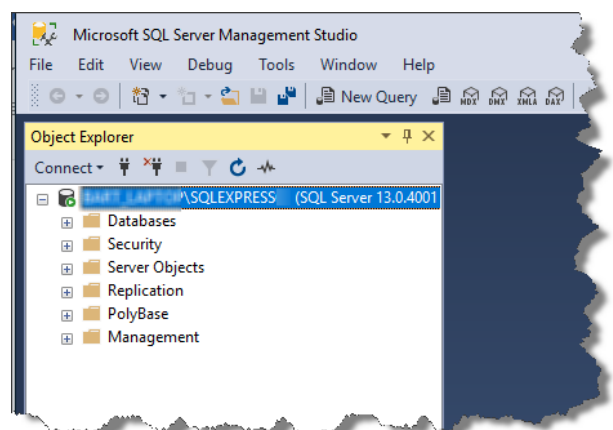 Microsoft SQL Server Management Studio
File Edit View Debug Tools Window Help
New Query MDX DMX XMLA DAX
Object Explorer
Connect
\SQLEXPRESS (SQL Server 13.0.4001
Databases
Security
Server Objects
Replication
PolyBase
Management